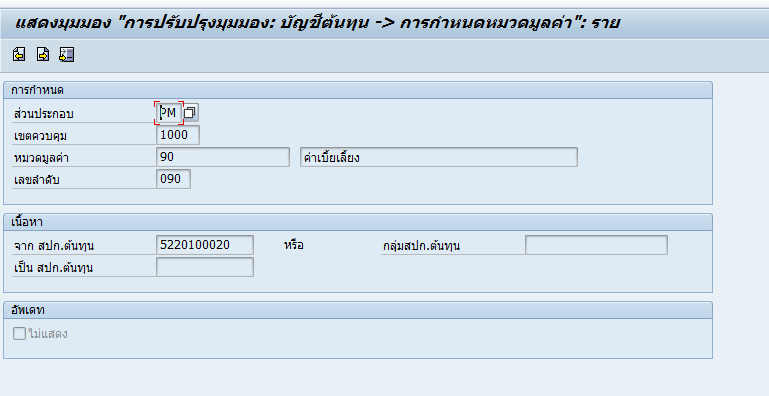 แสดงมุมมอง "การปรับปรุงมุมมอง: บัญชีต้นทุน -> การกำหนดหมวดมูลค่า": ราย
การกำหนด
ส่วนประกอบ PM
เขตควบคุม 1000
หมวดมูลค่า 90 ค่าเบี้ยเลี้ยง
เลขลำดับ 090
เนื้อหา
จาก สปก.ต้นทุน 5220100020 หรือ กลุ่มสปก.ต้นทุน
เป็น สปก.ต้นทุน
อัพเดท
ไม่แสดง